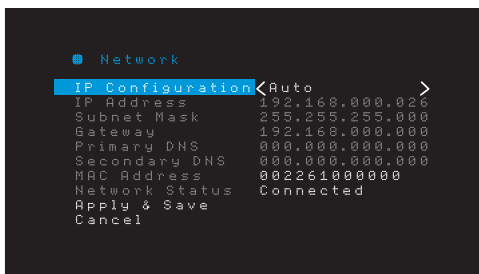 Network
IP Configuration < Auto >
IP Address 192.168.000.026
Subnet Mask 255.255.255.000
Gateway 192.168.000.000
Primary DNS 000.000.000.000
Secondary DNS 000.000.000.000
MAC Address 002261000000
Network Status Connected
Apply & Save
Cancel